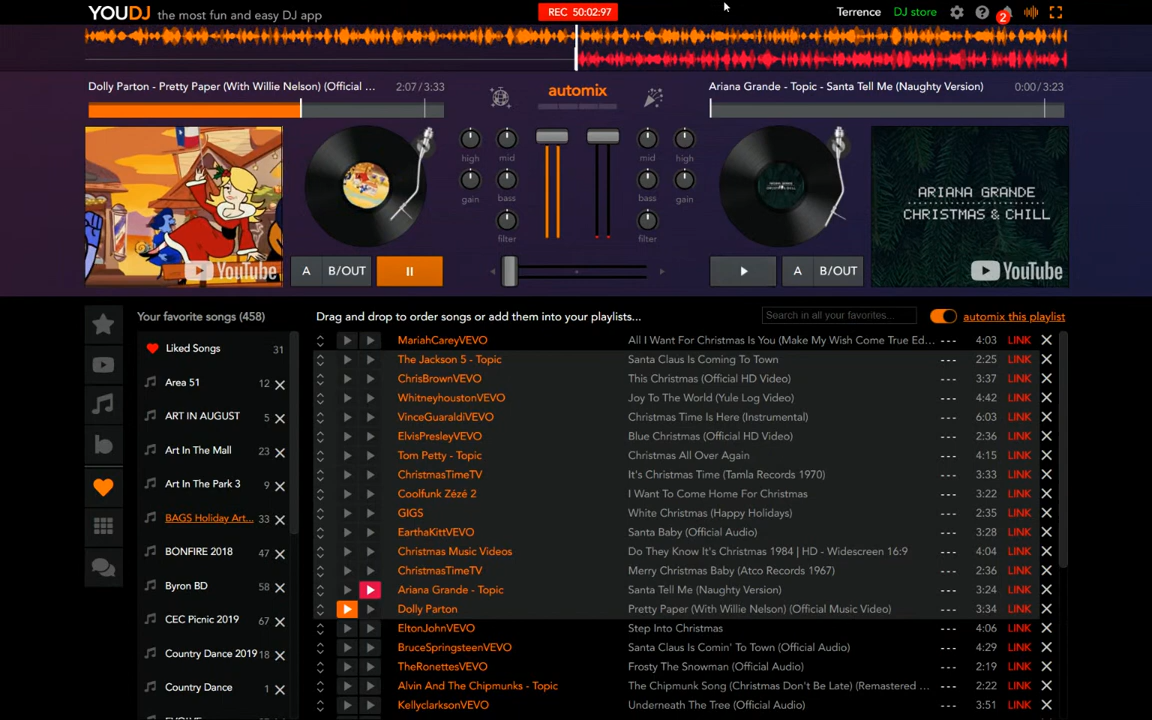 YOUDJ the most fun and easy DJ app
REC 50:02:97
Terrence DJ store 2
Dolly Parton - Pretty Paper (With Willie Nelson) (Official ... 2:07 / 3:33
automix
Ariana Grande - Topic - Santa Tell Me (Naughty Version) 0:00 / 3:23
high mid mid high
gain bass bass gain
filter filter
YouTube
ARIANA GRANDE
CHRISTMAS & CHILL
YouTube
A B/OUT A B/OUT
Your favorite songs (458)
Drag and drop to order songs or add them into your playlists...
Search in all your favorites...
automix this playlist
Liked Songs 31
Area 51 12
ART IN AUGUST 5
Art In The Mall 23
Art In The Park 3 9
BAGS Holiday Art... 33
BONFIRE 2018 47
Byron BD 58
CEC Picnic 2019 67
Country Dance 2019 18
Country Dance 1
MariahCareyVEVO All I Want For Christmas Is You (Make My Wish Come True Ed... --- 4:03 LINK
The Jackson 5 - Topic Santa Claus Is Coming To Town --- 2:25 LINK
ChrisBrownVEVO This Christmas (Official HD Video) --- 3:37 LINK
WhitneyhoustonVEVO Joy To The World (Yule Log Video) --- 4:42 LINK
VinceGuaraldiVEVO Christmas Time Is Here (Instrumental) --- 6:03 LINK
ElvisPresleyVEVO Blue Christmas (Official HD Video) --- 2:36 LINK
Tom Petty - Topic Christmas All Over Again --- 4:15 LINK
ChristmasTimeTV It's Christmas Time (Tamla Records 1970) --- 3:33 LINK
Coolfunk Zézé 2 I Want To Come Home For Christmas --- 3:22 LINK
GIGS White Christmas (Happy Holidays) --- 2:35 LINK
EarthaKittVEVO Santa Baby (Official Audio) --- 3:28 LINK
Christmas Music Videos Do They Know It's Christmas 1984 | HD - Widescreen 16:9 --- 4:04 LINK
ChristmasTimeTV Merry Christmas Baby (Atco Records 1967) --- 2:36 LINK
Ariana Grande - Topic Santa Tell Me (Naughty Version) --- 3:24 LINK
Dolly Parton Pretty Paper (With Willie Nelson) (Official Music Video) --- 3:34 LINK
EltonJohnVEVO Step Into Christmas --- 4:06 LINK
BruceSpringsteenVEVO Santa Claus Is Comin' To Town (Official Audio) --- 4:29 LINK
TheRonettesVEVO Frosty The Snowman (Official Audio) --- 2:19 LINK
Alvin And The Chipmunks - Topic The Chipmunk Song (Christmas Don't Be Late) (Remastered ... --- 2:22 LINK
KellyclarksonVEVO Underneath The Tree (Official Audio) --- 3:51 LINK